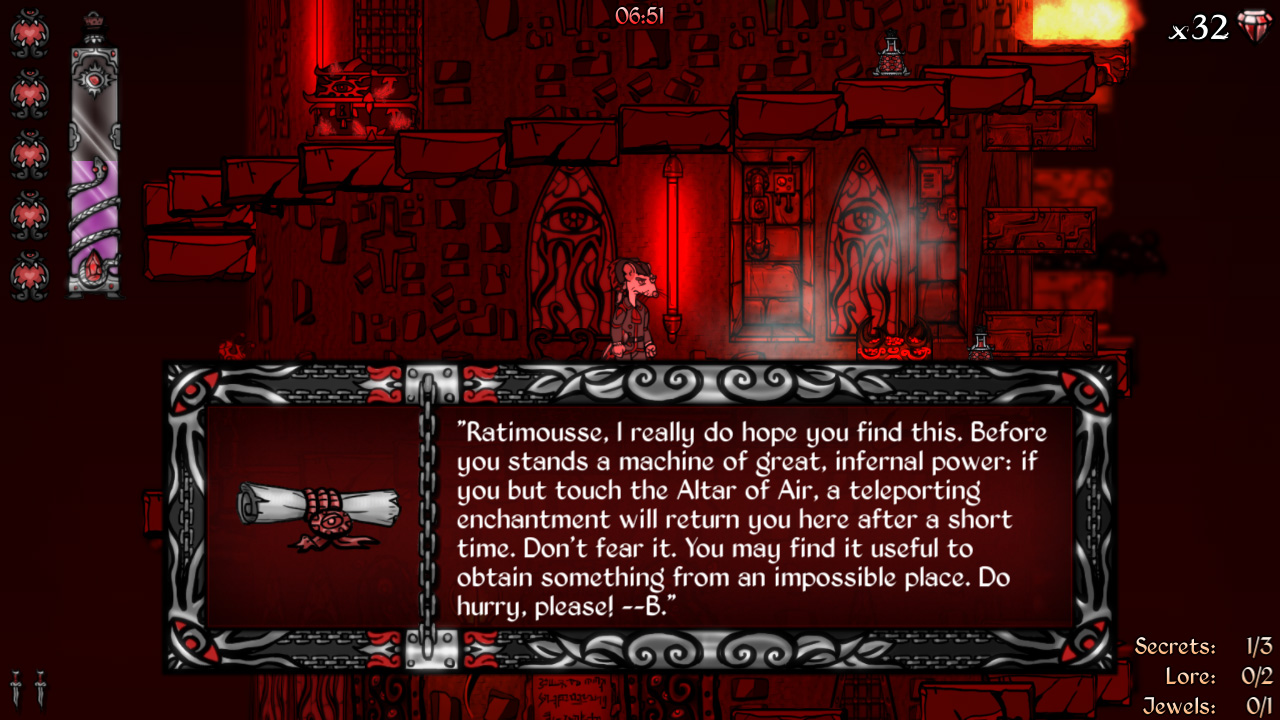 06:51
x32
"Ratimousse, I really do hope you find this. Before
you stands a machine of great, infernal power: if
you but touch the Altar of Air, a teleporting
enchantment will return you here after a short
time. Don't fear it. You may find it useful to
obtain something from an impossible place. Do
hurry, please! --B."
Secrets: 1/3
Lore: 0/2
Jewels: 0/1